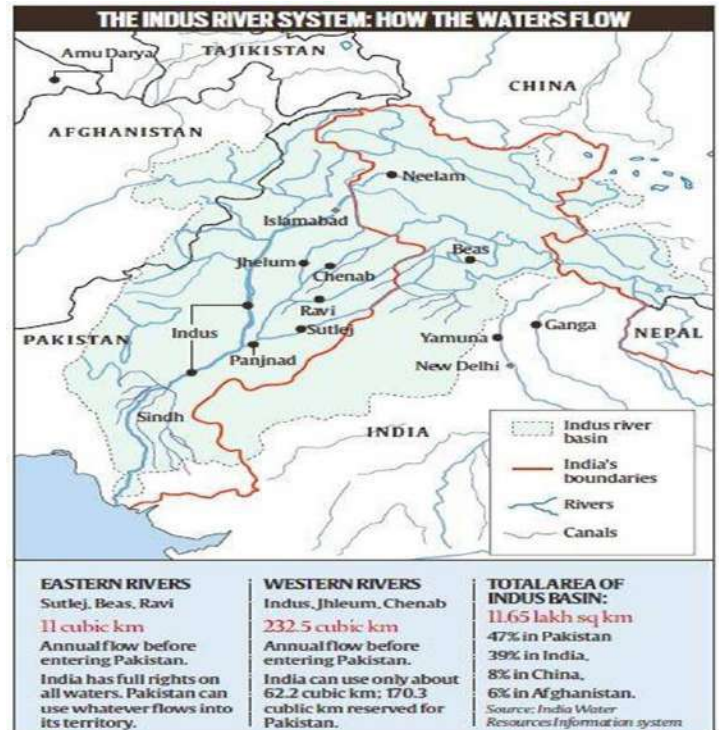 THE INDUS RIVER SYSTEM: HOW THE WATERS FLOW
Amu Darya
TAJIKISTAN
CHINA
AFGHANISTAN
Neelam
Islamabad
Beas
Jhelum
Chenab
Ravi
Indus
Sutlej
PAKISTAN
Panjnad
Yamuna
Ganga
NEPAL
New Delhi
Sindh
INDIA
Indus river
basin
India's
boundaries
Rivers
Canals
EASTERN RIVERS
Sutlej, Beas, Ravi
11 cubic km
Annual flow before
entering Pakistan.
India has full rights on
all waters. Pakistan can
use whatever flows into
its territory.
WESTERN RIVERS
Indus, Jhleum, Chenab
232.5 cubic km
Annual flow before
entering Pakistan.
India can use only about
62.2 cubic km; 170.3
cublic km reserved for
Pakistan.
TOTAL AREA OF
INDUS BASIN:
11.65 lakh sq km
47% in Pakistan
39% in India,
8% in China,
6% in Afghanistan.
Source: India Water
Resources Information system